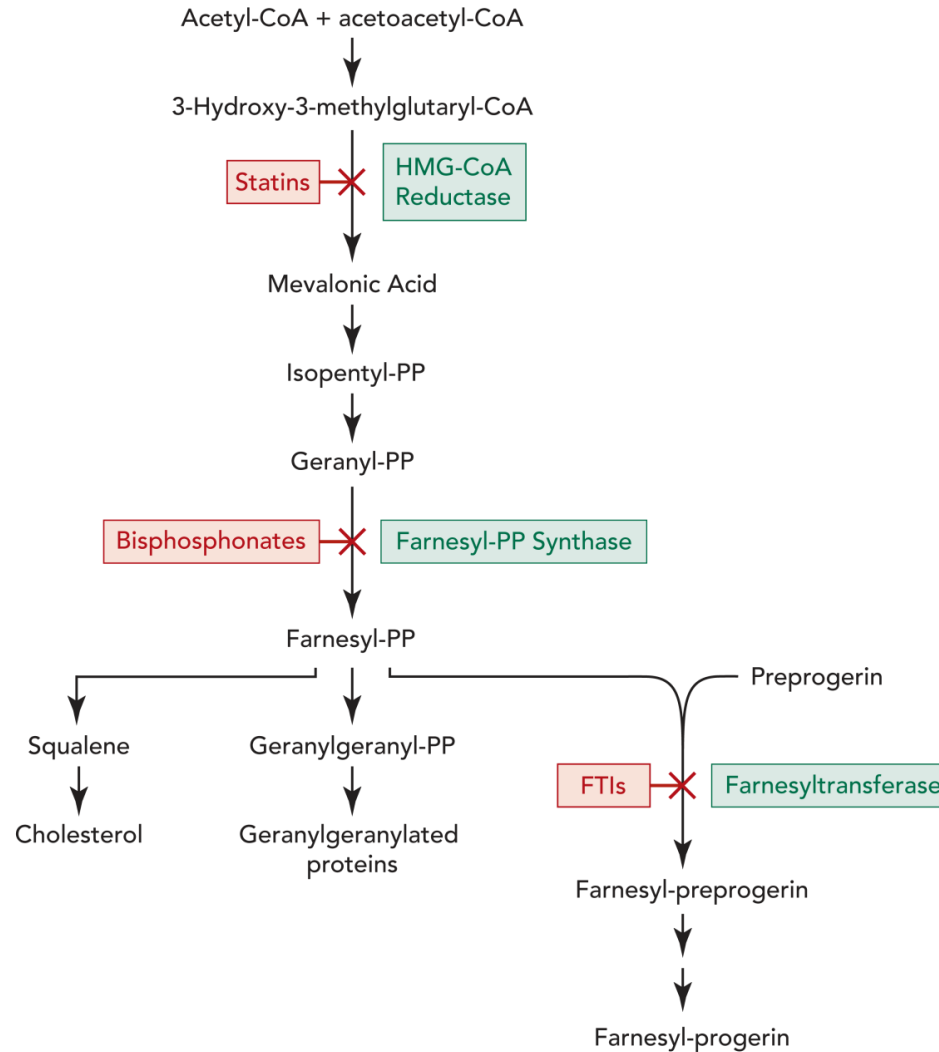 Acetyl-CoA + acetoacetyl-CoA
3-Hydroxy-3-methylglutaryl-CoA
Statins
HMG-CoA
Reductase
Mevalonic Acid
Isopentyl-PP
Geranyl-PP
Bisphosphonates
Farnesyl-PP Synthase
Farnesyl-PP
Preprogerin
Squalene
Geranylgeranyl-PP
FTIs
Farnesyltransferase
Cholesterol
Geranylgeranylated
proteins
Farnesyl-preprogerin
Farnesyl-progerin